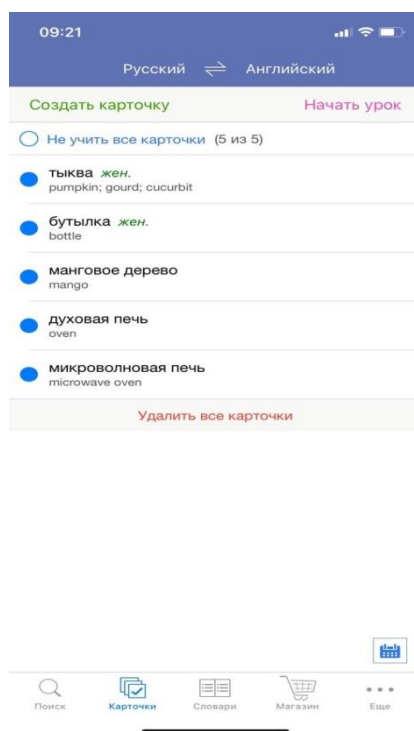 09:21
Русский ⇌ Английский
Создать карточку Начать урок
Не учить все карточки (5 из 5)
тыква жен.
pumpkin; gourd; cucurbit
бутылка жен.
bottle
манговое дерево
mango
духовая печь
oven
микроволновая печь
microwave oven
Удалить все карточки
Поиск Карточки Словари Магазин Еще